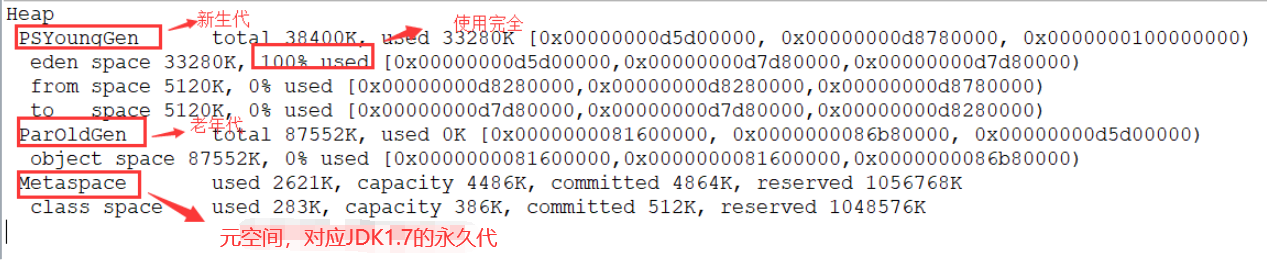 Heap
新生代
使用完全
PSYoungGen total 38400K, used 33280K [0x00000000d5d00000, 0x00000000d8780000, 0x0000000100000000)
eden space 33280K, 100% used [0x00000000d5d00000,0x00000000d7d80000,0x00000000d7d80000)
from space 5120K, 0% used [0x00000000d8280000,0x00000000d8280000,0x00000000d8780000)
to space 5120K, 0% used [0x00000000d7d80000,0x00000000d7d80000,0x00000000d8280000)
老年代
ParOldGen total 87552K, used 0K [0x0000000081600000, 0x0000000086b80000, 0x00000000d5d00000)
object space 87552K, 0% used [0x0000000081600000,0x0000000081600000,0x0000000086b80000)
Metaspace used 2621K, capacity 4486K, committed 4864K, reserved 1056768K
class space used 283K, capacity 386K, committed 512K, reserved 1048576K
元空间，对应JDK1.7的永久代